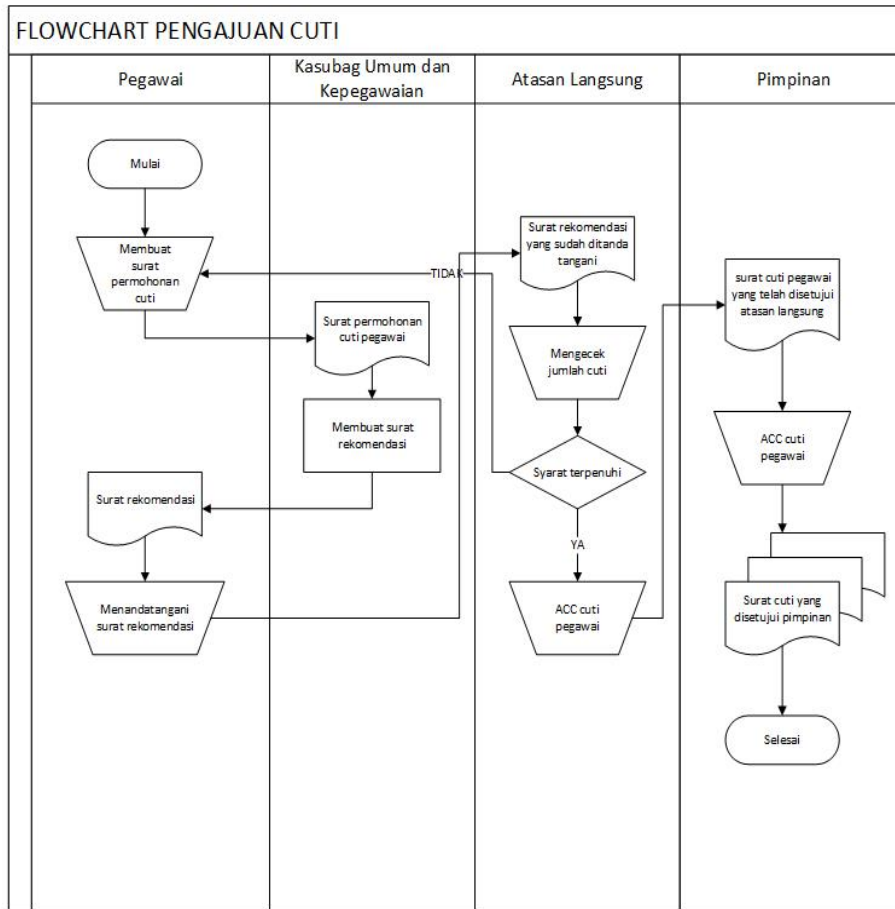 FLOWCHART PENGAJUAN CUTI
Pegawai
Kasubag Umum dan
Kepegawaian
Atasan Langsung
Pimpinan
Mulai
Membuat
surat
permohonan
cuti
Surat permohonan
cuti pegawai
Membuat surat
rekomendasi
Surat rekomendasi
Menandatangani
surat rekomendasi
Surat rekomendasi
yang sudah ditanda
tangani
TIDAK
Mengecek
jumlah cuti
Syarat terpenuhi
YA
ACC cuti
pegawai
surat cuti pegawai
yang telah disetujui
atasan langsung
ACC cuti
pegawai
Surat cuti yang
disetujui pimpinan
Selesai